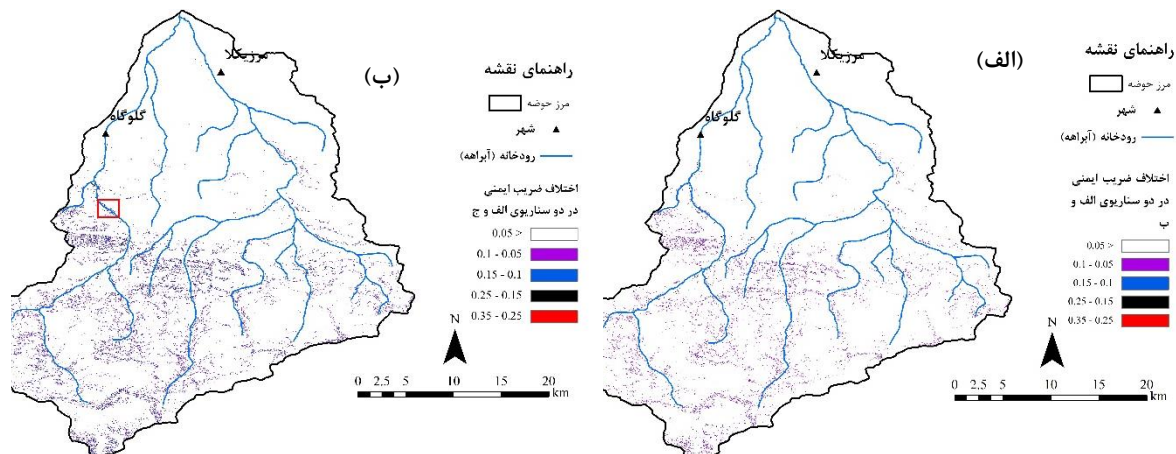 (الف)
مرزیکلا
گلوگاه
راهنمای نقشه
مرز حوضه
شهر
رودخانه (آبراهه)
اختلاف ضریب ایمنی
در دو سناریوی الف و
ب
0.05 >
0.1 - 0.05
0.15 - 0.1
0.25 - 0.15
0.35 - 0.25
N
0 2.5 5 10 15 20
km
(ب)
مرزیکلا
گلوگاه
راهنمای نقشه
مرز حوضه
شهر
رودخانه (آبراهه)
اختلاف ضریب ایمنی
در دو سناریوی الف و ج
0.05 >
0.1 - 0.05
0.15 - 0.1
0.25 - 0.15
0.35 - 0.25
N
0 2.5 5 10 15 20
km